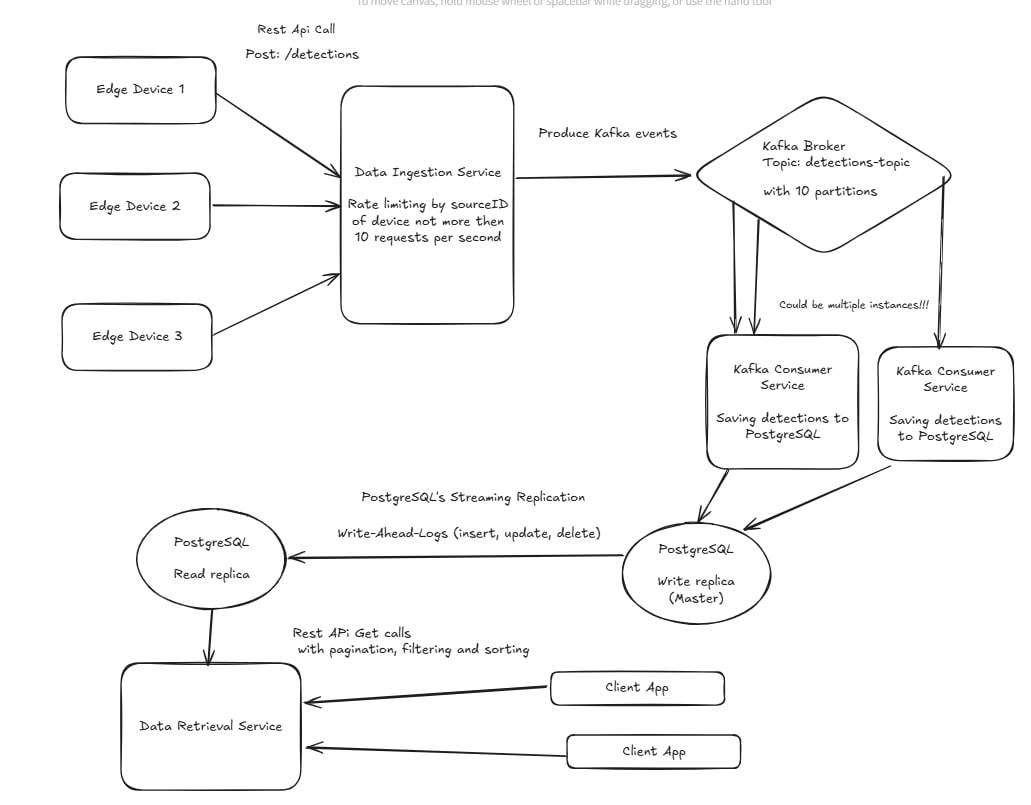 To move canvas, hold mouse wheel or spacebar while dragging, or use the hand tool
Rest Api Call
Post: /detections
Edge Device 1
Edge Device 2
Edge Device 3
Data Ingestion Service
Rate limiting by sourceID
of device not more then
10 requests per second
Produce Kafka events
Kafka Broker
Topic: detections-topic
with 10 partitions
Could be multiple instances!!!
Kafka Consumer
Service
Saving detections to
PostgreSQL
Kafka Consumer
Service
Saving detections
to PostgreSQL
PostgreSQL's Streaming Replication
Write-Ahead-Logs (insert, update, delete)
PostgreSQL
Read replica
PostgreSQL
Write replica
(Master)
Rest APi Get calls
with pagination, filtering and sorting
Data Retrieval Service
Client App
Client App